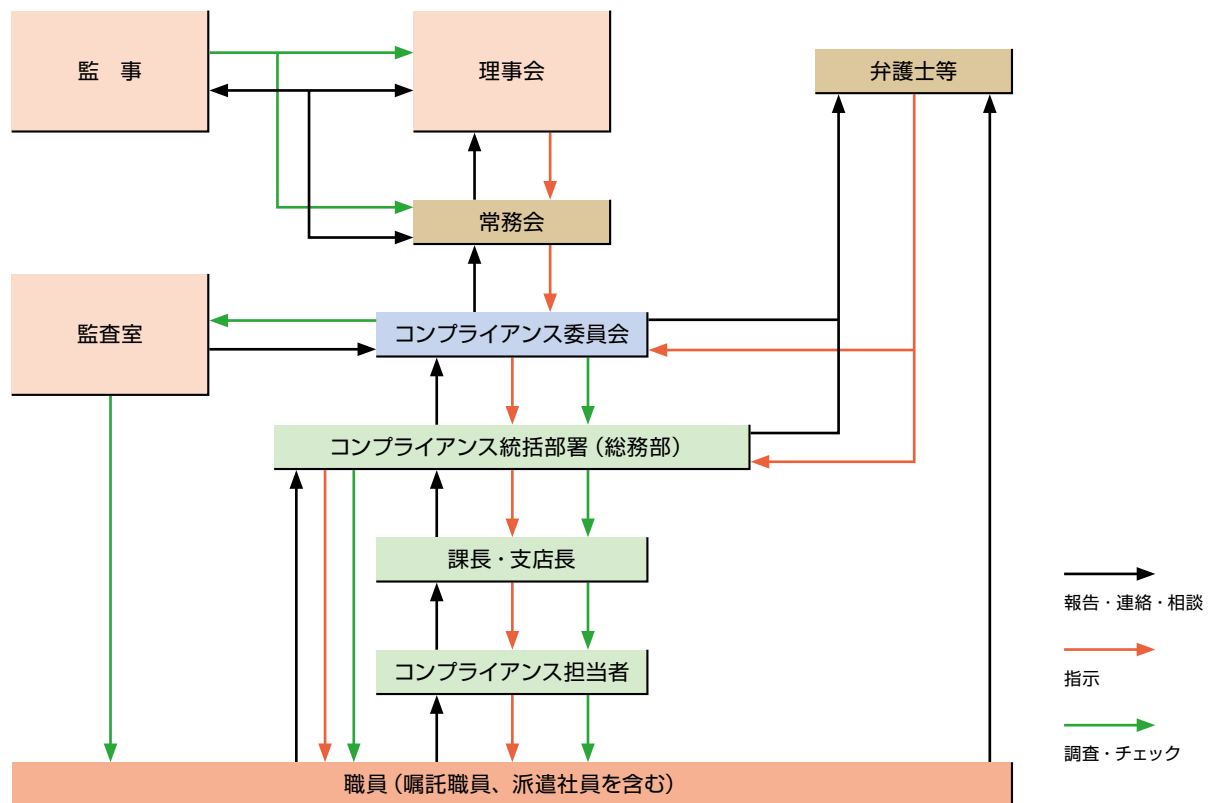 監　事
理事会
弁護士等
常務会
監査室
コンプライアンス委員会
コンプライアンス統括部署（総務部）
課長・支店長
コンプライアンス担当者
職員（嘱託職員、派遣社員を含む）
報告・連絡・相談
指示
調査・チェック